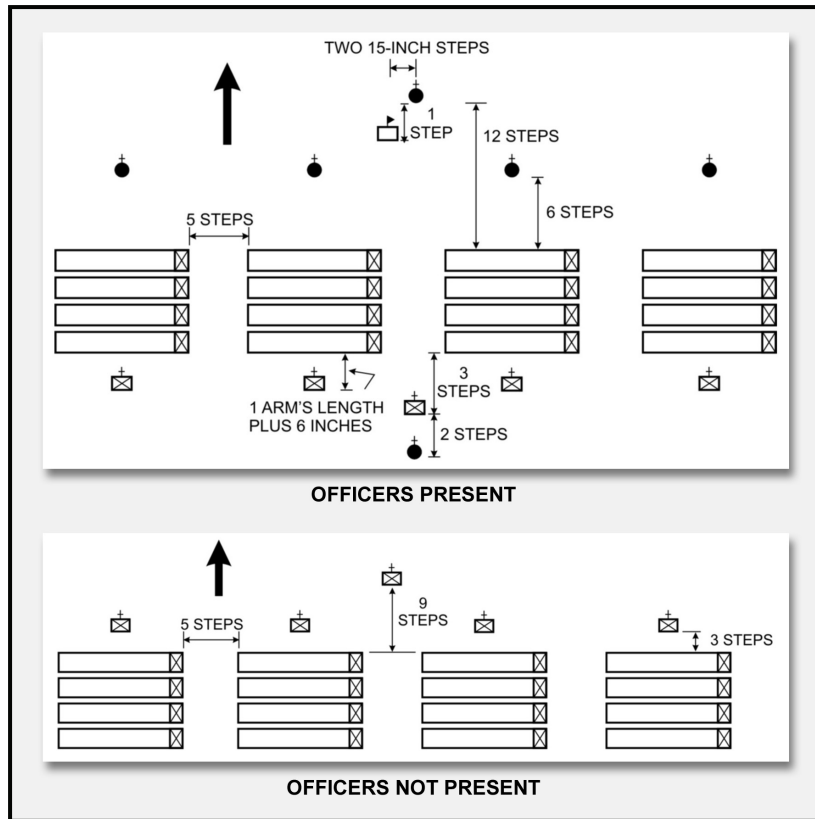 TWO 15-INCH STEPS
1
STEP
12 STEPS
6 STEPS
5 STEPS
3
STEPS
1 ARM'S LENGTH
PLUS 6 INCHES
2 STEPS
OFFICERS PRESENT
9
STEPS
5 STEPS
3 STEPS
OFFICERS NOT PRESENT